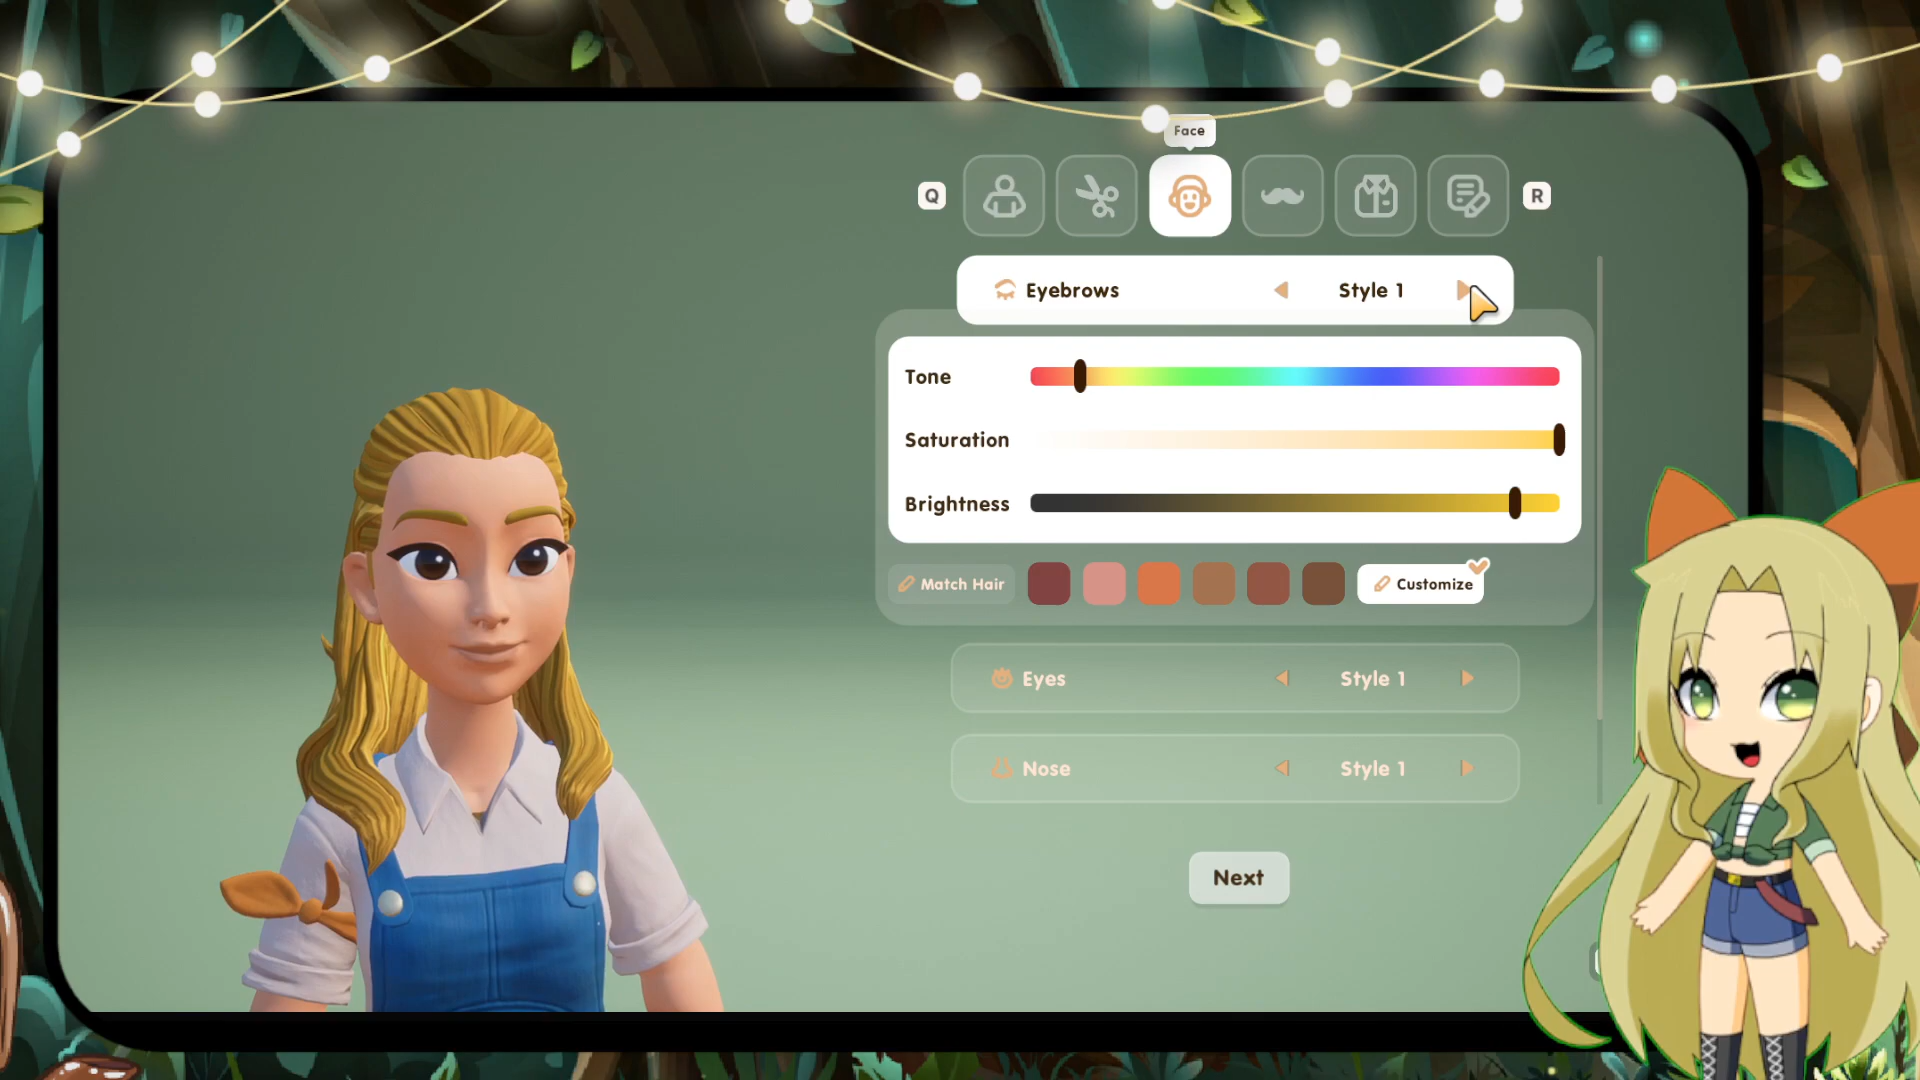 Face
Q
R
Eyebrows
Style 1
Tone
Saturation
Brightness
Match Hair
Customize
Eyes
Style 1
Nose
Style 1
Next